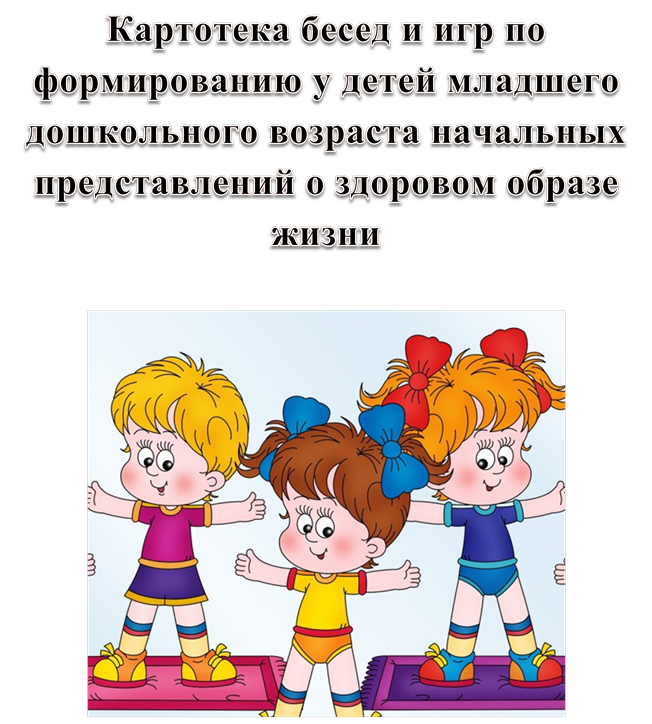 Картотека бесед и игр по
формированию у детей младшего
дошкольного возраста начальных
представлений о здоровом образе
жизни